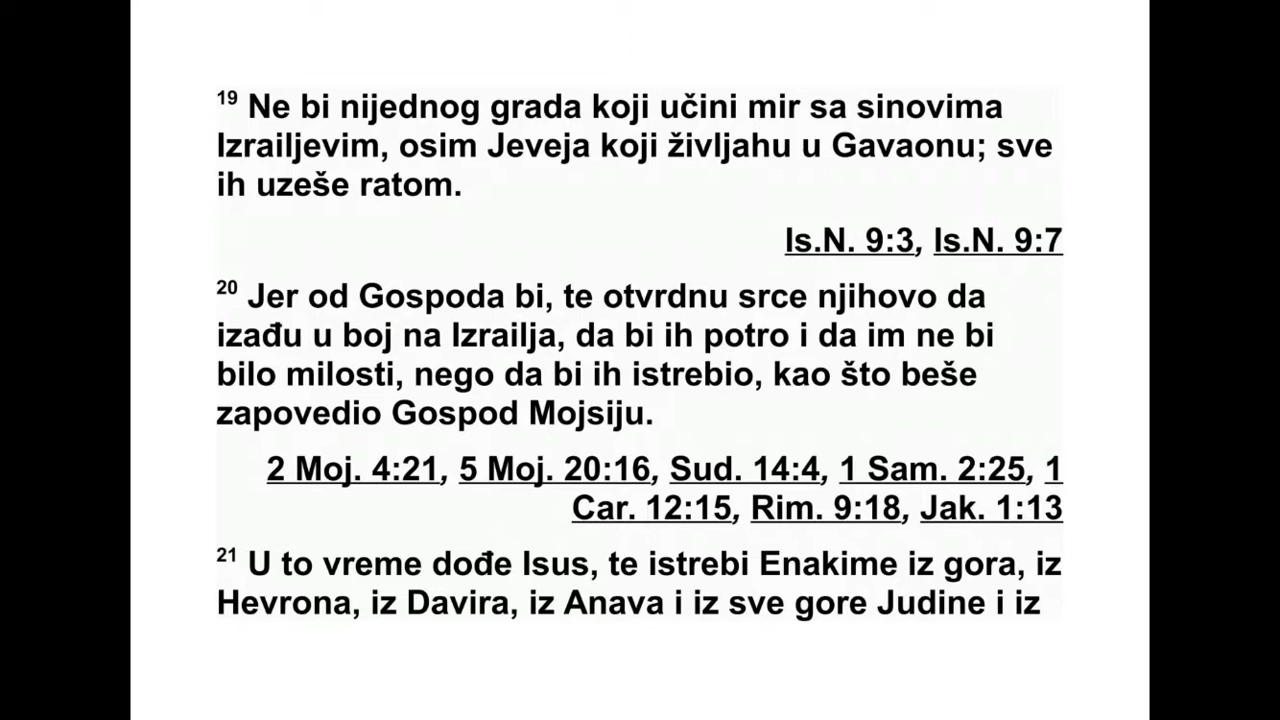 19 Ne bi nijednog grada koji učini mir sa sinovima
Izrailjevim, osim Jeveja koji življahu u Gavaonu; sve
ih uzeše ratom.
Is.N. 9:3, Is.N. 9:7
20 Jer od Gospoda bi, te otvrdnu srce njihovo da
izađu u boj na Izrailja, da bi ih potro i da im ne bi
bilo milosti, nego da bi ih istrebio, kao što beše
zapovedio Gospod Mojsiju.
2 Moj. 4:21, 5 Moj. 20:16, Sud. 14:4, 1 Sam. 2:25, 1
Car. 12:15, Rim. 9:18, Jak. 1:13
21 U to vreme dođe Isus, te istrebi Enakime iz gora, iz
Hevrona, iz Davira, iz Anava i iz sve gore Judine i iz